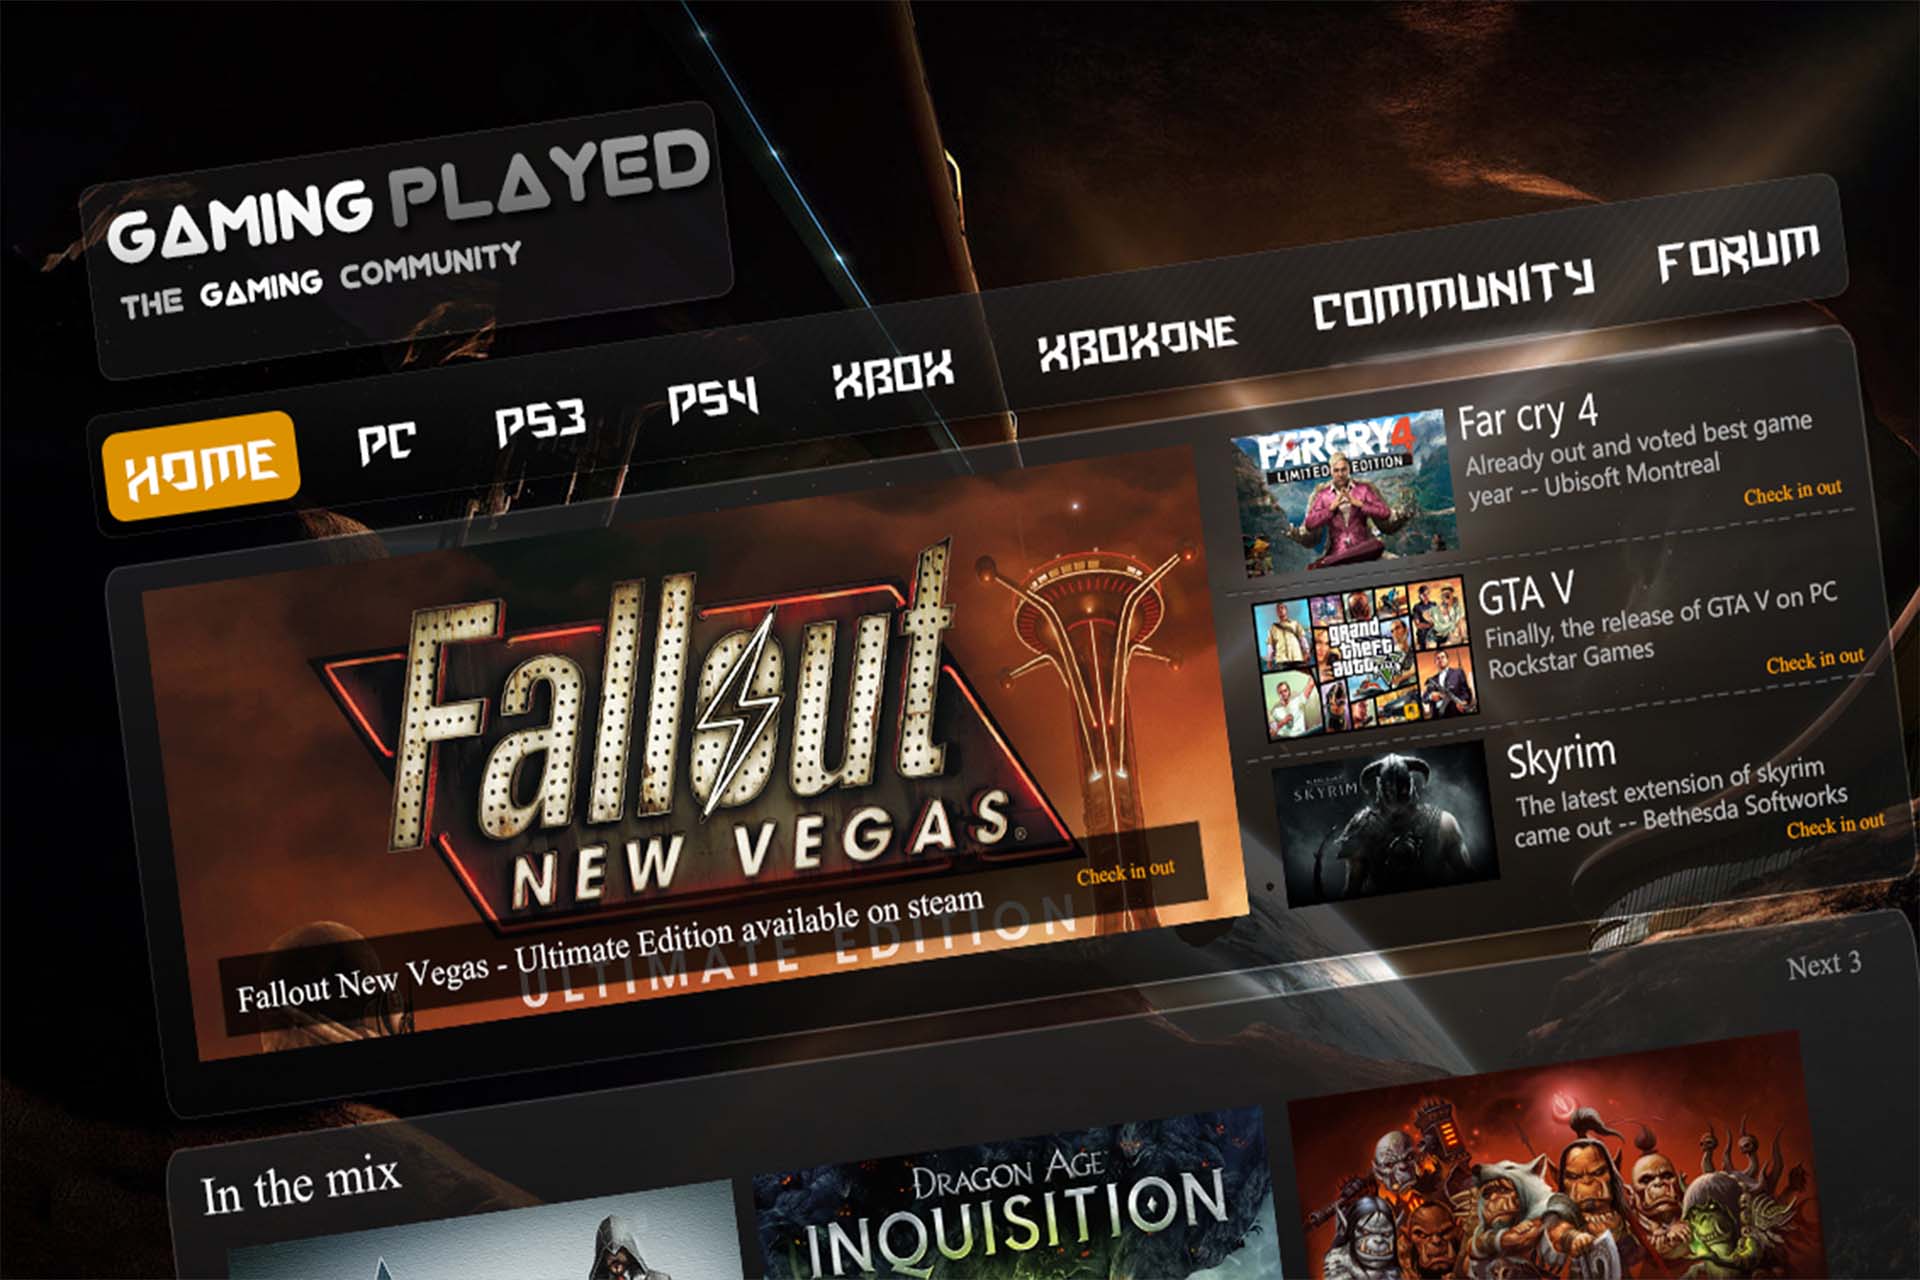 GAMING PLAYED
THE GAMING COMMUNITY
HOME PC PS3 PS4 XBOX XBOXONE COMMUNITY FORUM
Fallout
NEW VEGAS®
ULTIMATE EDITION
Fallout New Vegas - Ultimate Edition available on steam
Check in out
FARCRY 4
LIMITED EDITION
Far cry 4
Already out and voted best game
year -- Ubisoft Montreal
Check in out
grand
theft
auto
GTA V
Finally, the release of GTA V on PC
Rockstar Games
Check in out
SKYRIM
Skyrim
The latest extension of skyrim
came out -- Bethesda Softworks
Check in out
Next 3
In the mix
DRAGON AGE
INQUISITION